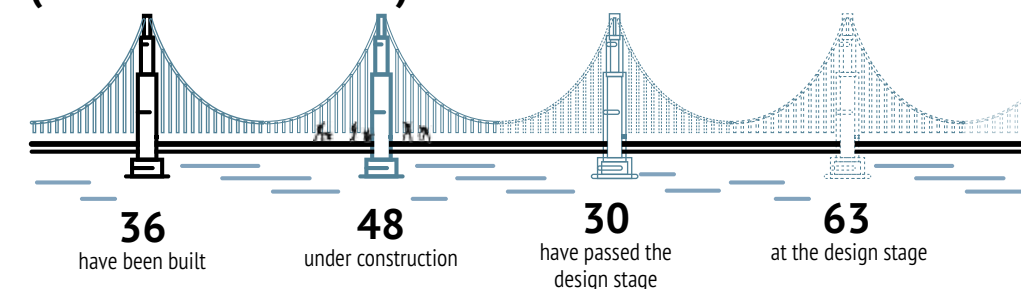 36
have been built
48
under construction
30
have passed the
design stage
63
at the design stage